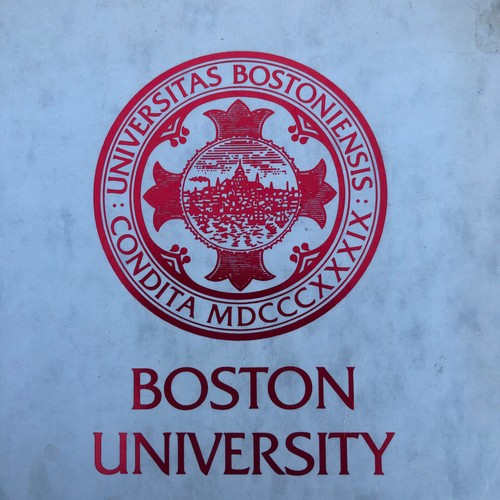 : UNIVERSITAS BOSTONIENSIS :
CONDITA MDCCCXXXIX
BOSTON
UNIVERSITY